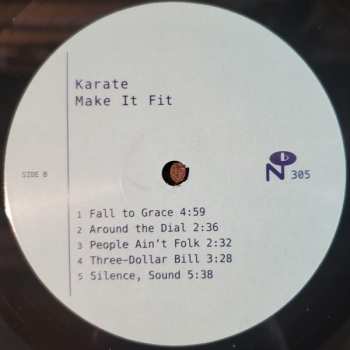 Karate
Make It Fit
SIDE B
N 305
1 Fall to Grace 4:59
2 Around the Dial 2:36
3 People Ain't Folk 2:32
4 Three-Dollar Bill 3:28
5 Silence, Sound 5:38